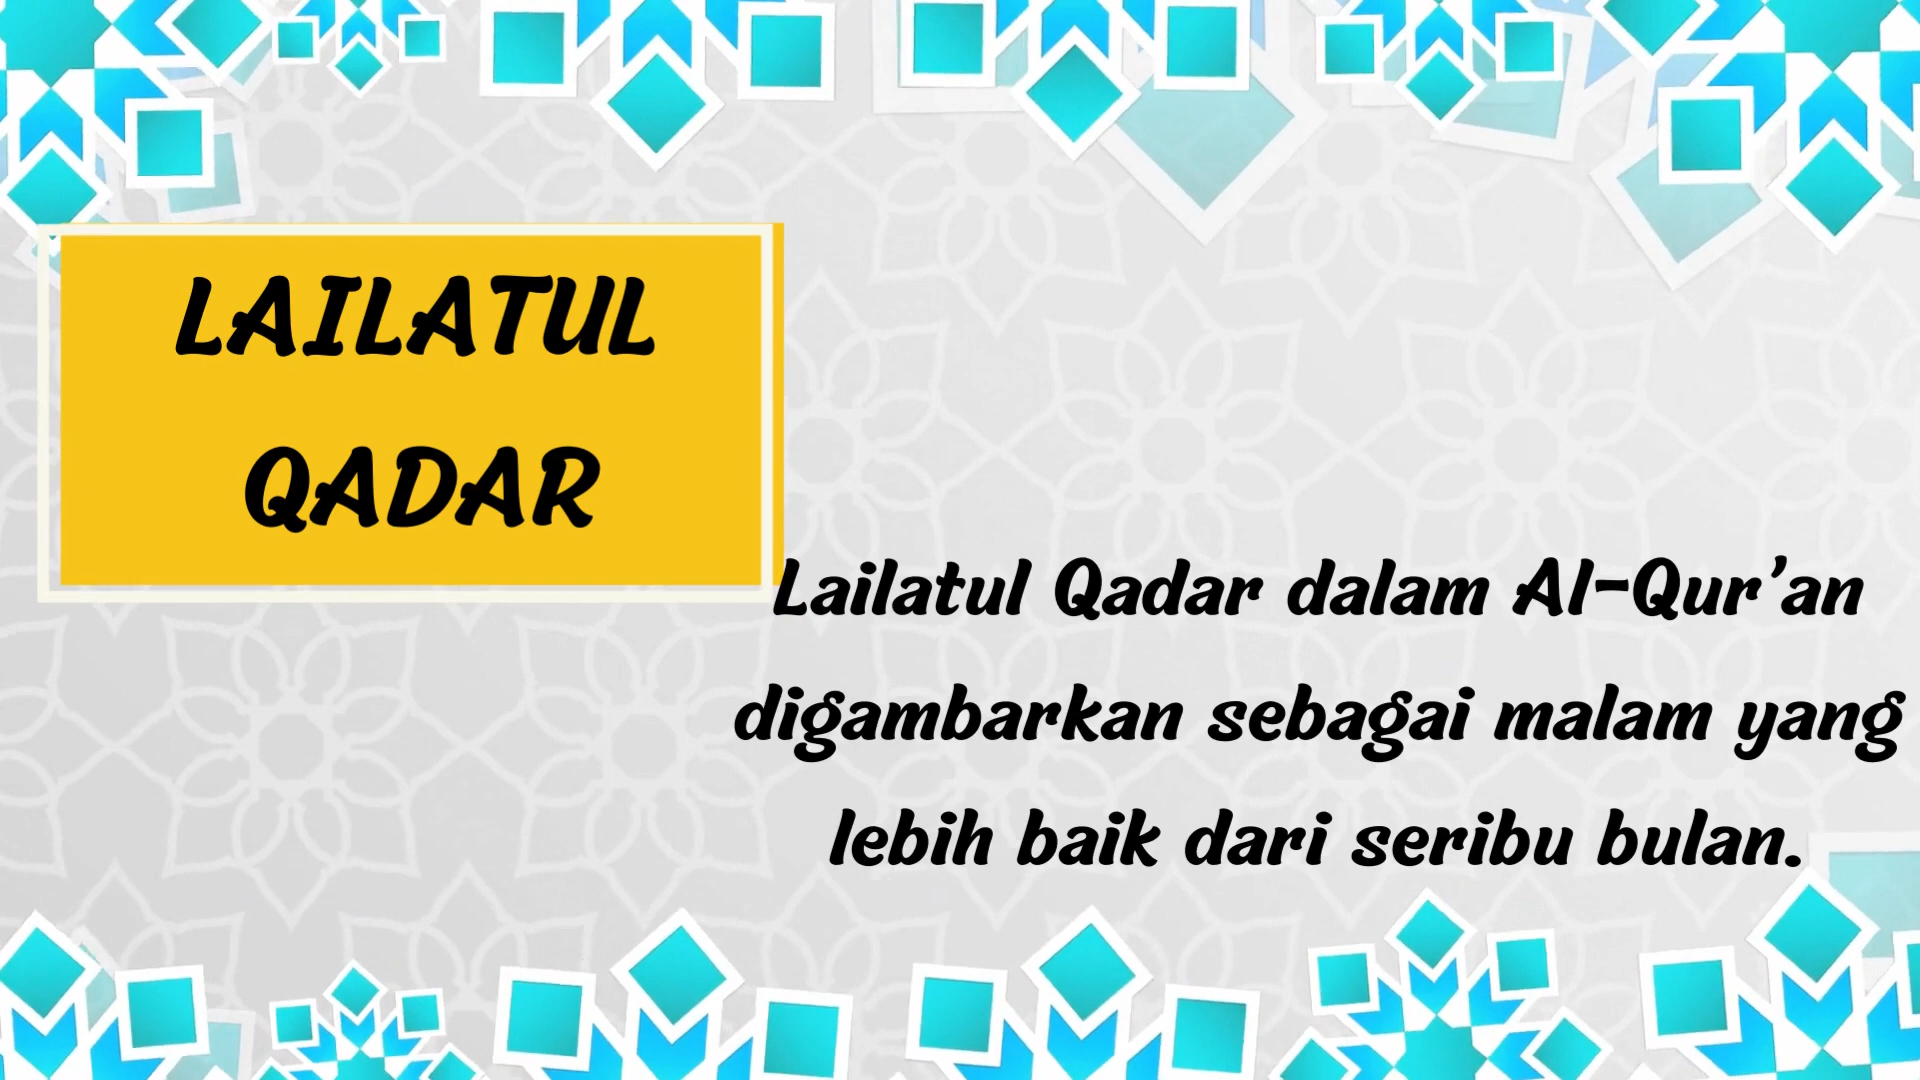 LAILATUL
QADAR
Lailatul Qadar dalam Al-Qur’an
digambarkan sebagai malam yang
lebih baik dari seribu bulan.